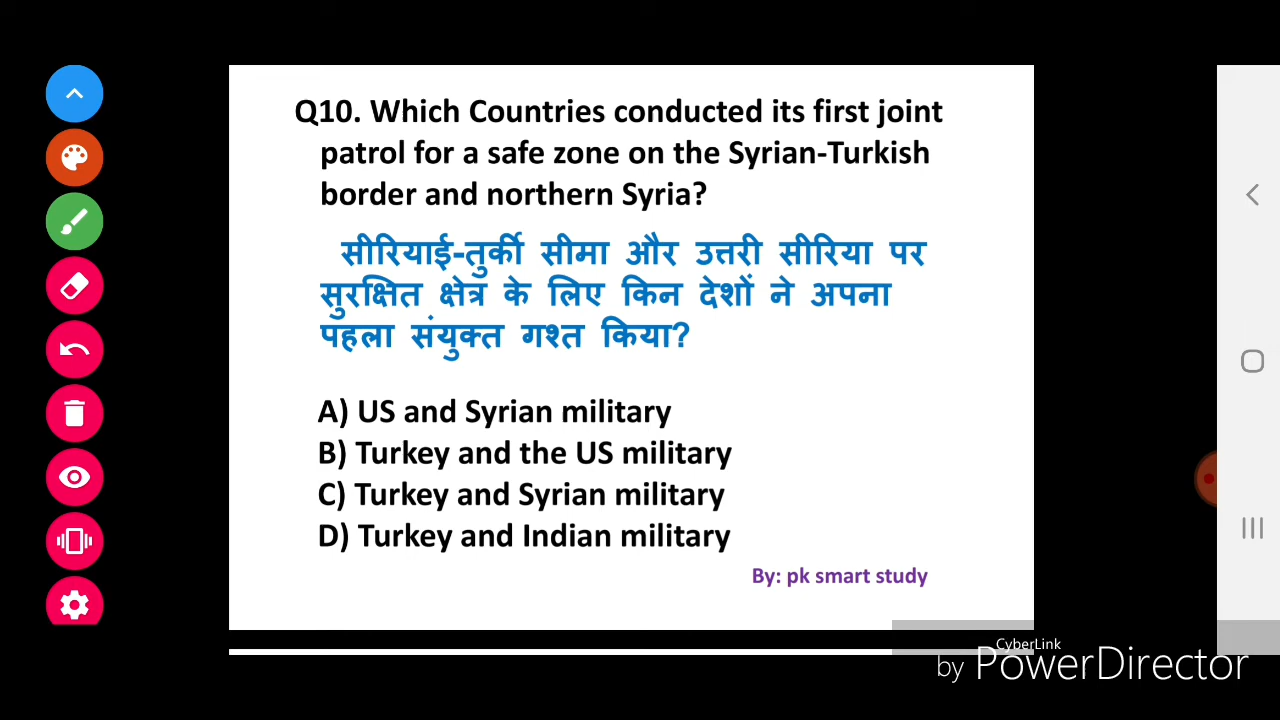 Q10. Which Countries conducted its first joint
patrol for a safe zone on the Syrian-Turkish
border and northern Syria?
सीरियाई-तुर्की सीमा और उत्तरी सीरिया पर
सुरक्षित क्षेत्र के लिए किन देशों ने अपना
पहला संयुक्त गश्त किया?
A) US and Syrian military
B) Turkey and the US military
C) Turkey and Syrian military
D) Turkey and Indian military
By: pk smart study
CyberLink
by PowerDirector